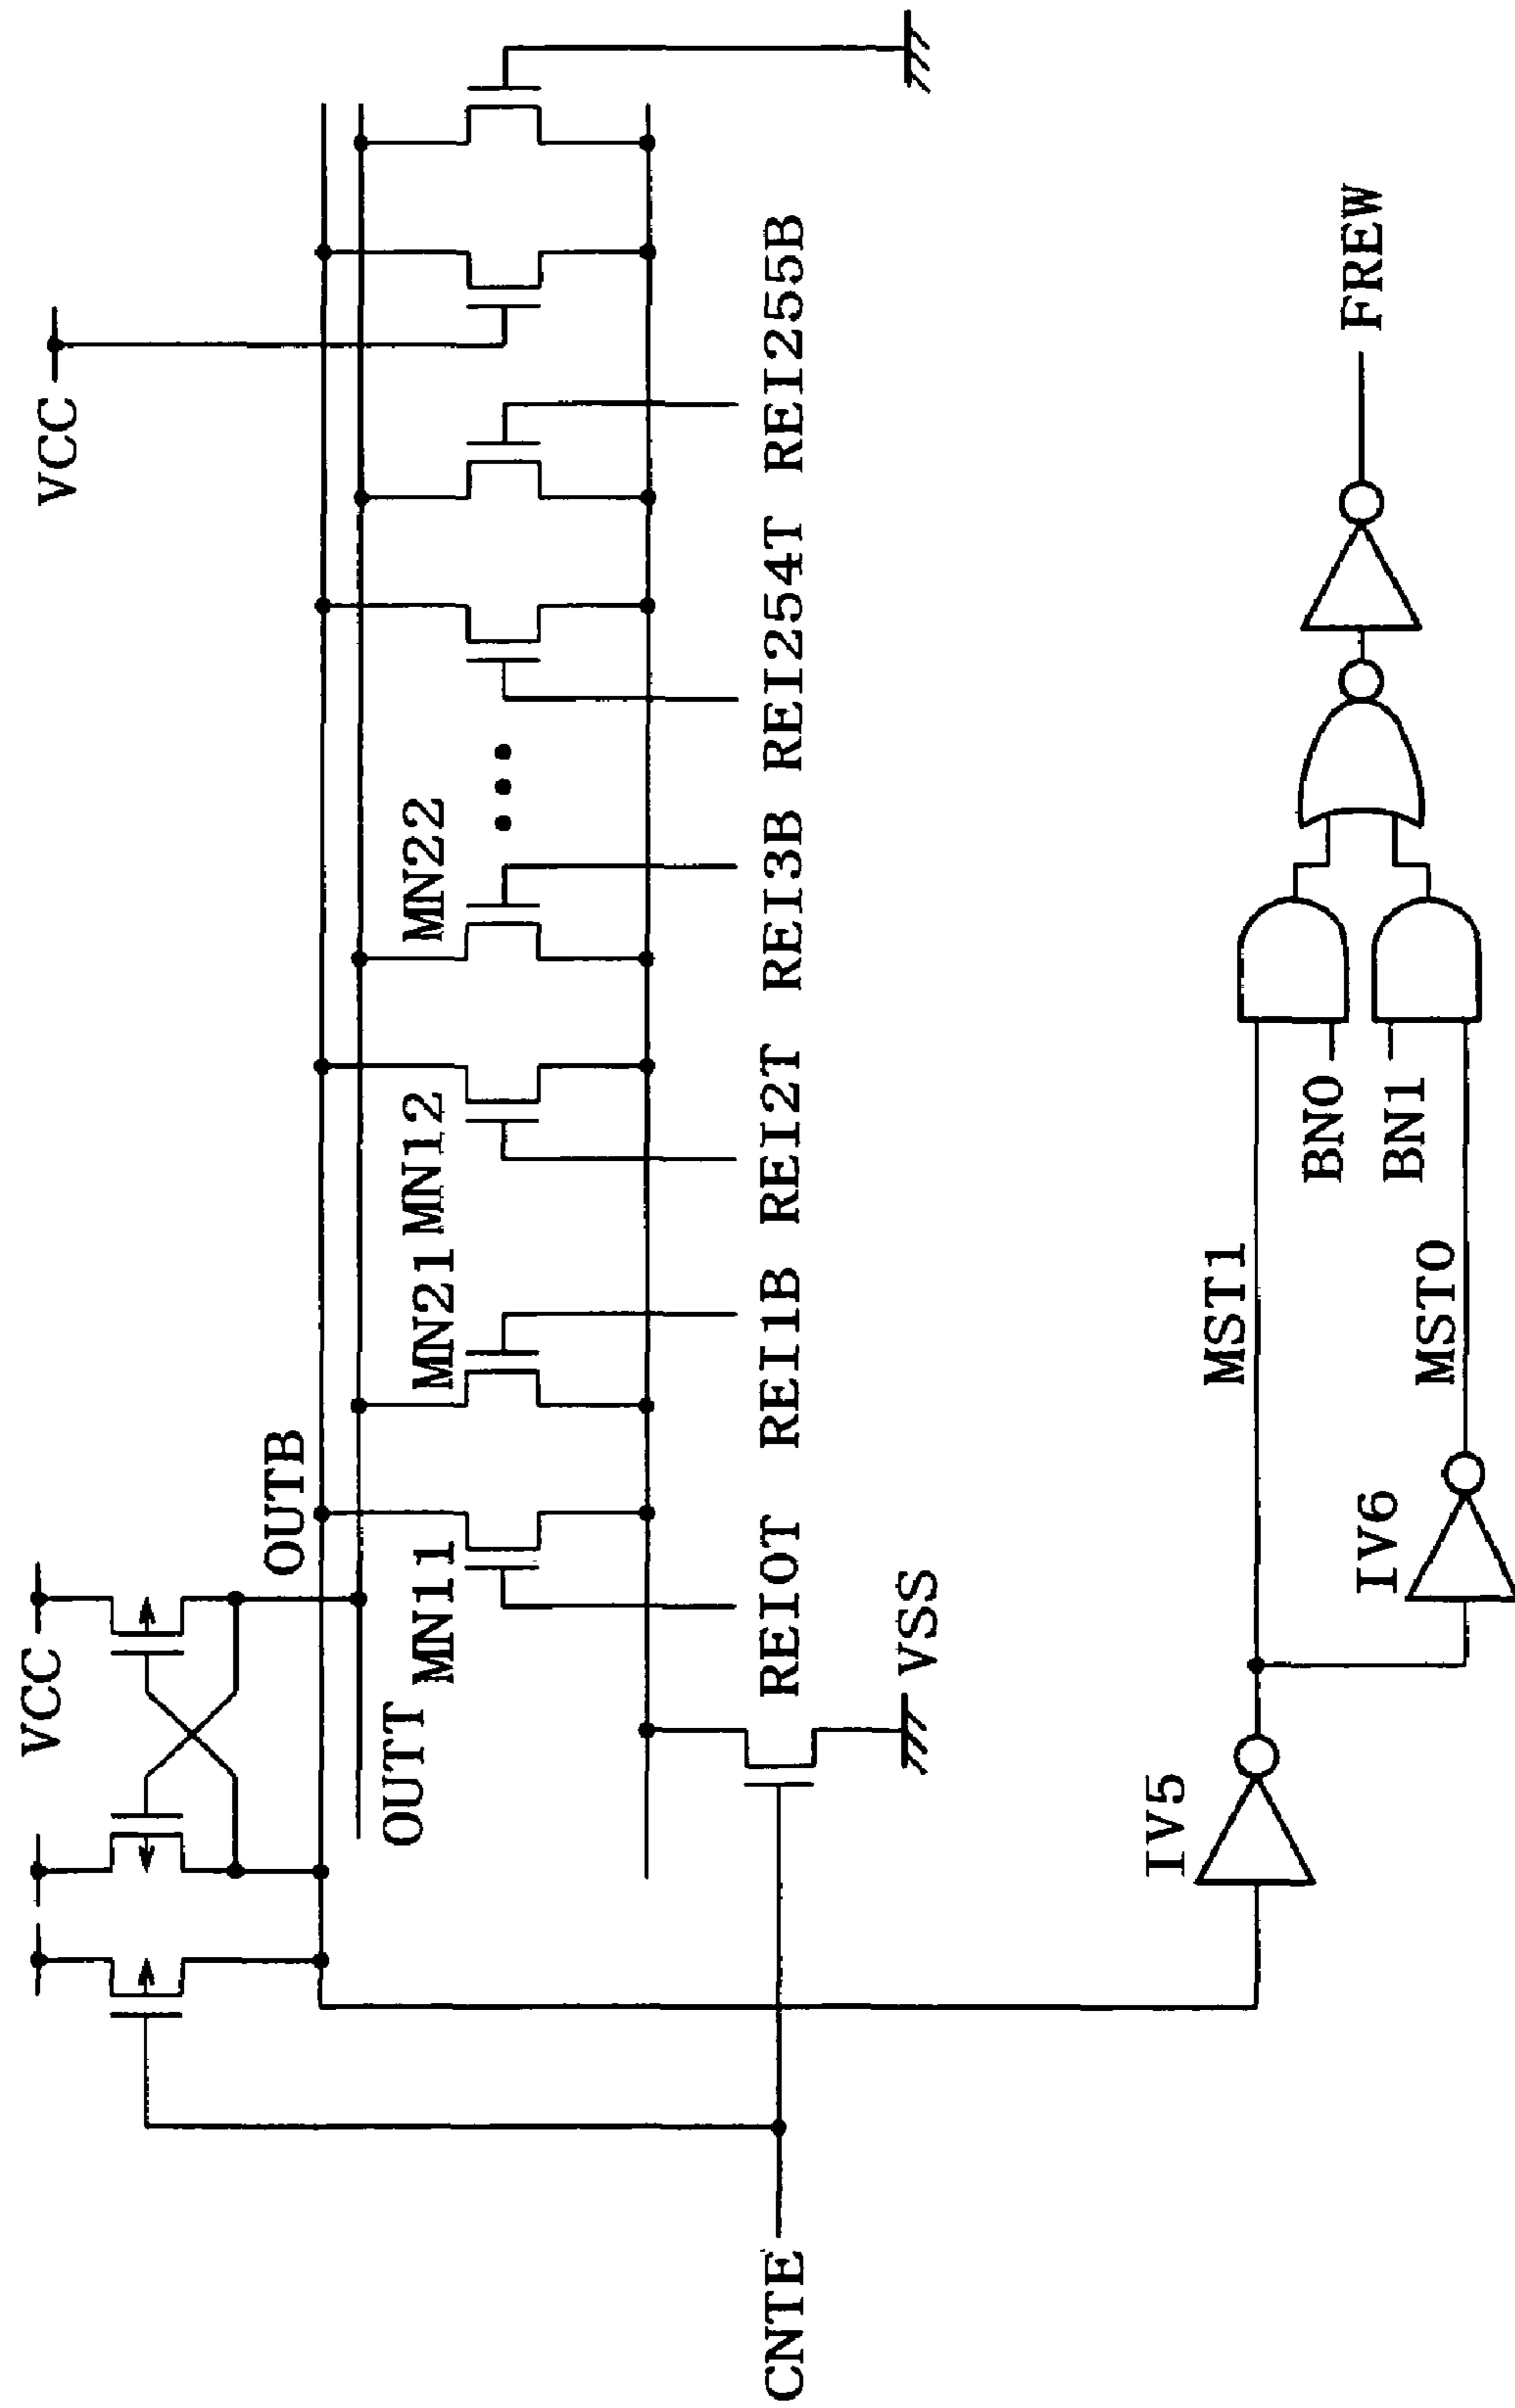 VCC
VCC
OUTB
OUTT
MN11
MN21
MN12
MN22
REI0T REI1B REI2T REI3B REI254T REI255B
CNTE
VSS
IV5
IV6
MST1
MST0
BN0
BN1
FREW